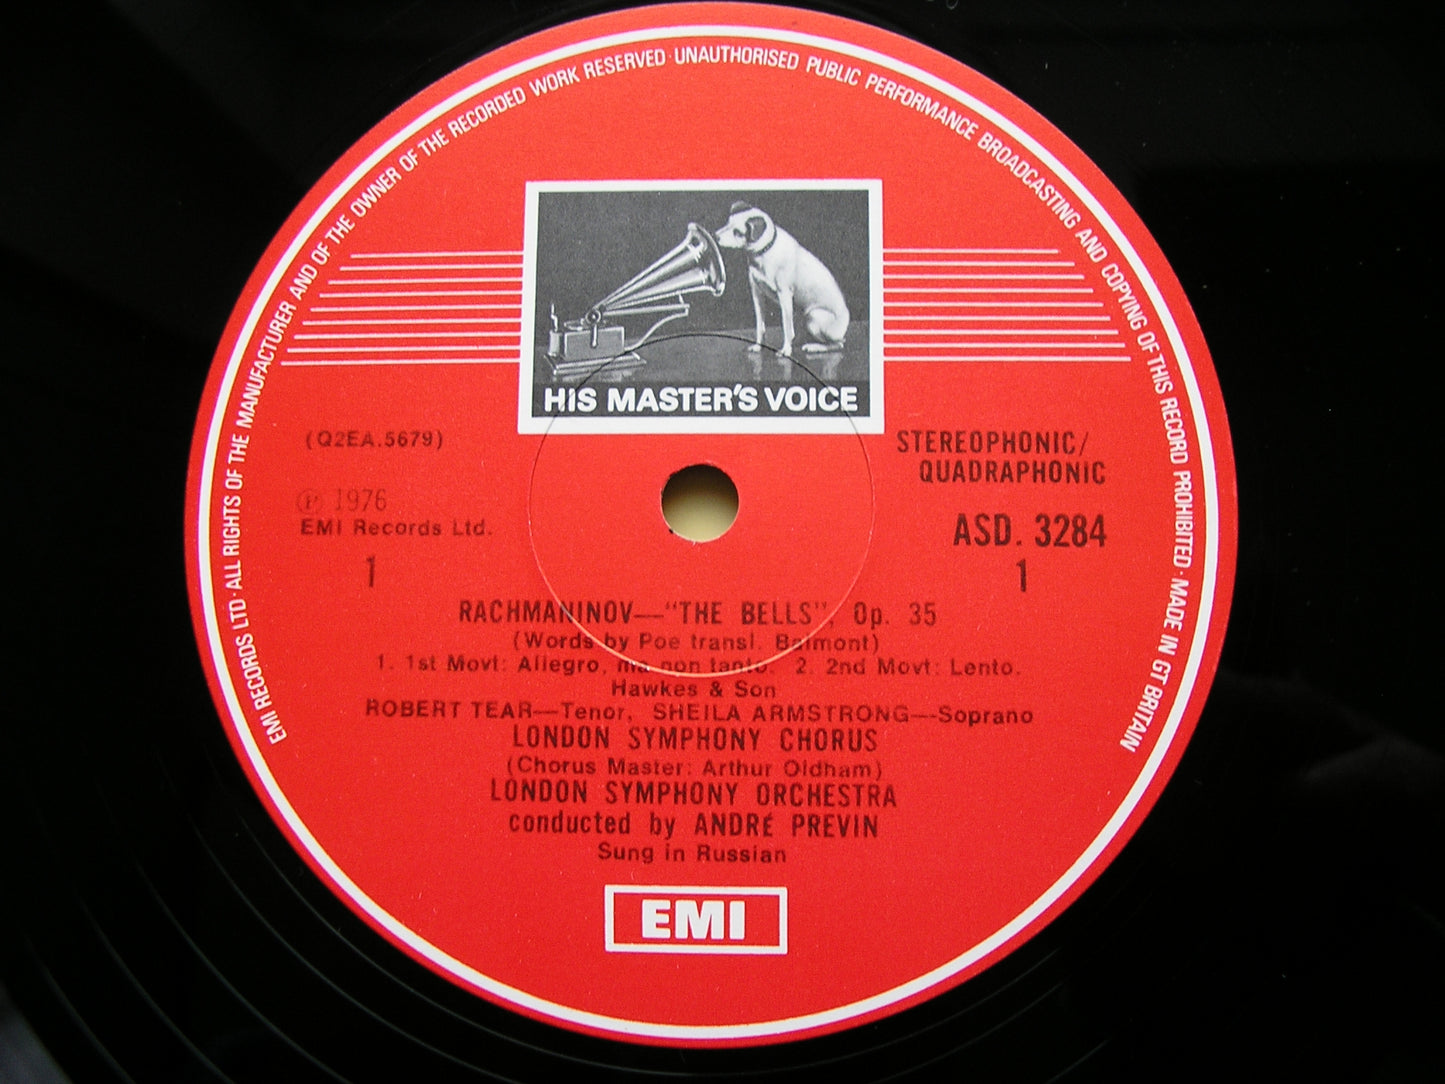 EMI RECORDS LTD · ALL RIGHTS OF THE MANUFACTURER AND OF THE OWNER OF THE RECORDED WORK RESERVED · UNAUTHORISED PUBLIC PERFORMANCE BROADCASTING AND COPYING OF THIS RECORD PROHIBITED · MADE IN GT BRITAIN
HIS MASTER'S VOICE
(Q2EA.5679)
STEREOPHONIC/
QUADRAPHONIC
℗ 1976
EMI Records Ltd.
ASD. 3284
1
1
RACHMANINOV—"THE BELLS", Op. 35
(Words by Poe transl. Balmont)
1. 1st Movt: Allegro, ma non tanto. 2. 2nd Movt: Lento.
Hawkes & Son
ROBERT TEAR—Tenor, SHEILA ARMSTRONG—Soprano
LONDON SYMPHONY CHORUS
(Chorus Master: Arthur Oldham)
LONDON SYMPHONY ORCHESTRA
conducted by ANDRÉ PREVIN
Sung in Russian
EMI